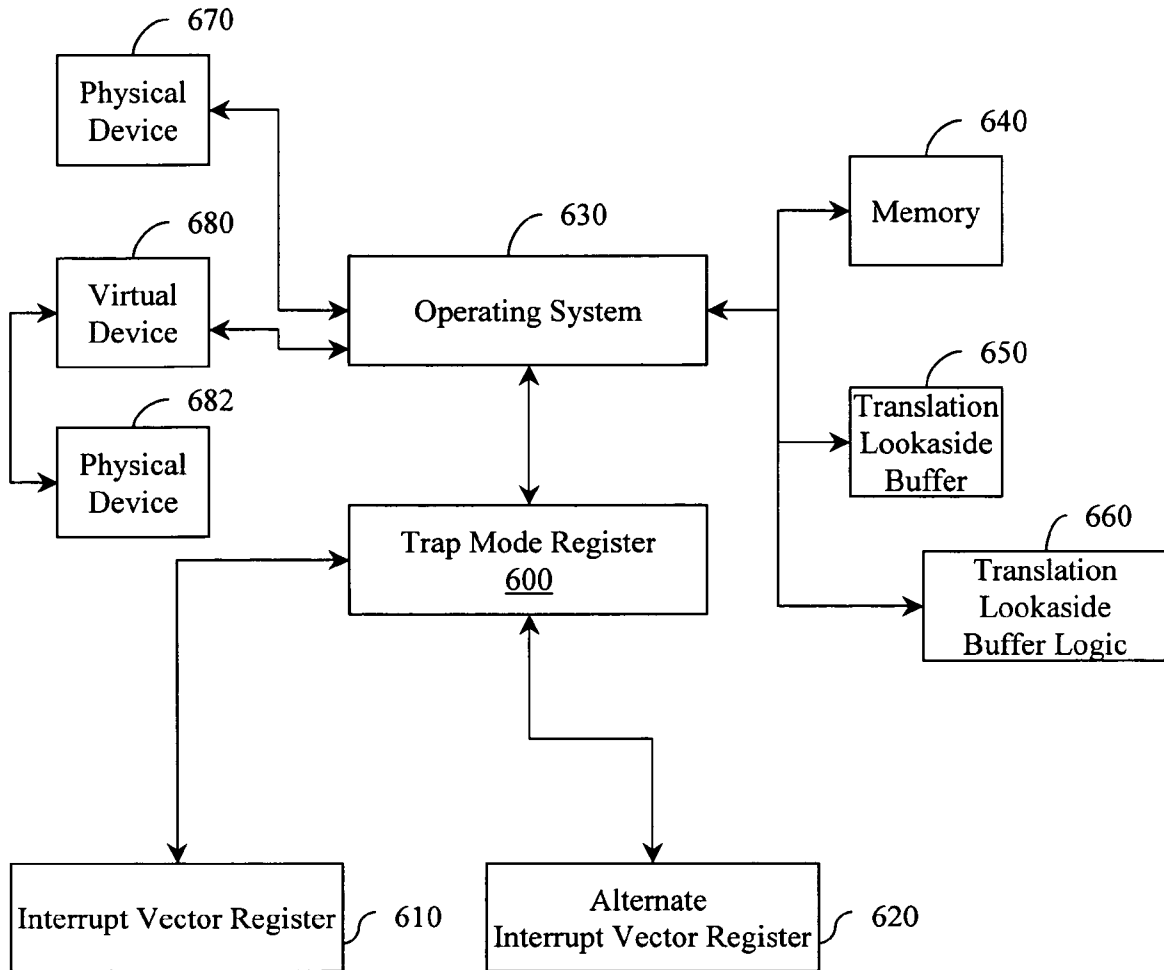 670
Physical
Device
640
Memory
680
Virtual
Device
630
Operating System
650
Translation
Lookaside
Buffer
682
Physical
Device
Trap Mode Register
600
660
Translation
Lookaside
Buffer Logic
Interrupt Vector Register
610
Alternate
Interrupt Vector Register
620